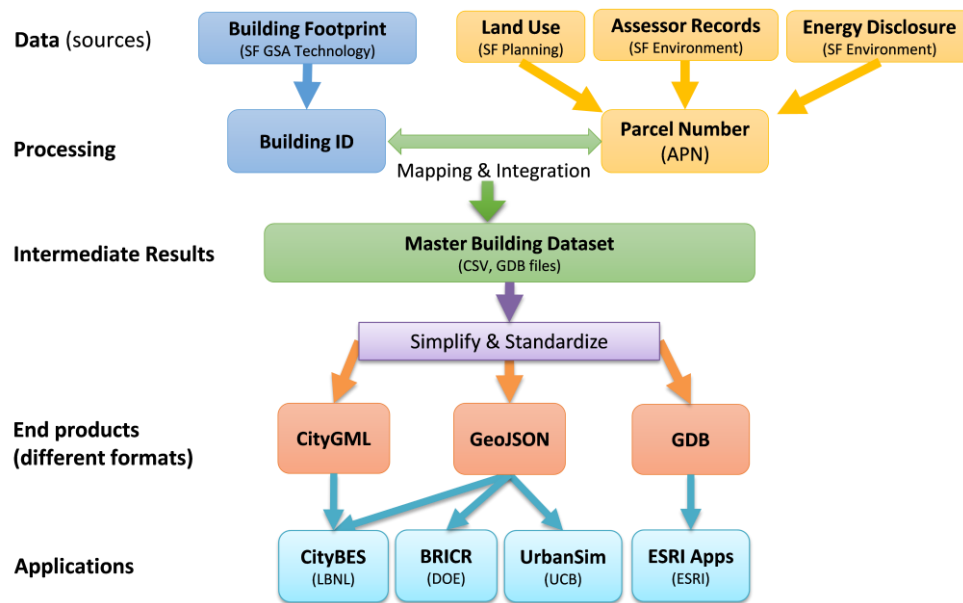 Data (sources)
Building Footprint
(SF GSA Technology)
Land Use
(SF Planning)
Assessor Records
(SF Environment)
Energy Disclosure
(SF Environment)
Processing
Building ID
Mapping & Integration
Parcel Number
(APN)
Intermediate Results
Master Building Dataset
(CSV, GDB files)
Simplify & Standardize
End products
(different formats)
CityGML
GeoJSON
GDB
Applications
CityBES
(LBNL)
BRICR
(DOE)
UrbanSim
(UCB)
ESRI Apps
(ESRI)